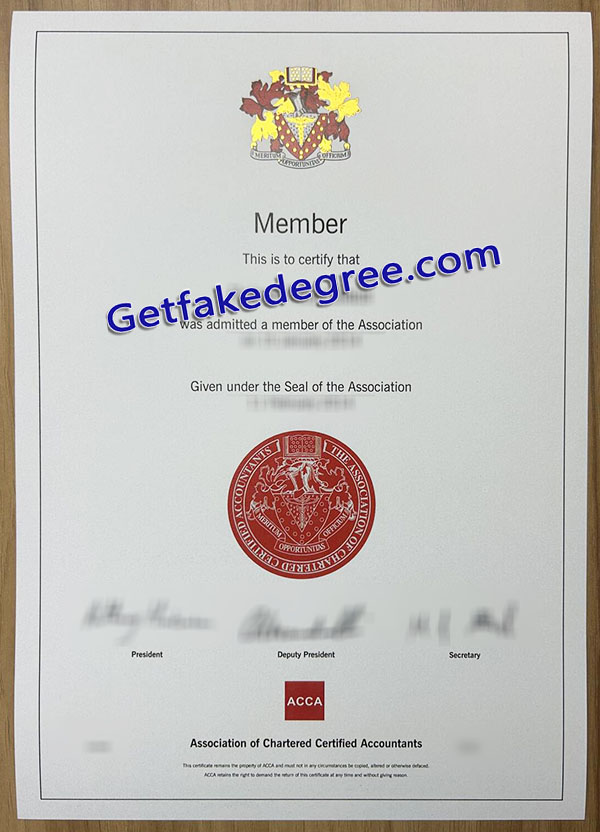 MERITUM OPPORTUNITAS OFFICIUM
Member
This is to certify that
Getfakedegree.com
was admitted a member of the Association
Given under the Seal of the Association
THE ASSOCIATION OF CHARTERED CERTIFIED ACCOUNTANTS
MERITUM OPPORTUNITAS OFFICIUM
President
Deputy President
Secretary
ACCA
Association of Chartered Certified Accountants
This certificate remains the property of ACCA and must not in any circumstances be copied, altered or otherwise defaced.
ACCA retains the right to demand the return of this certificate at any time and without giving reason.